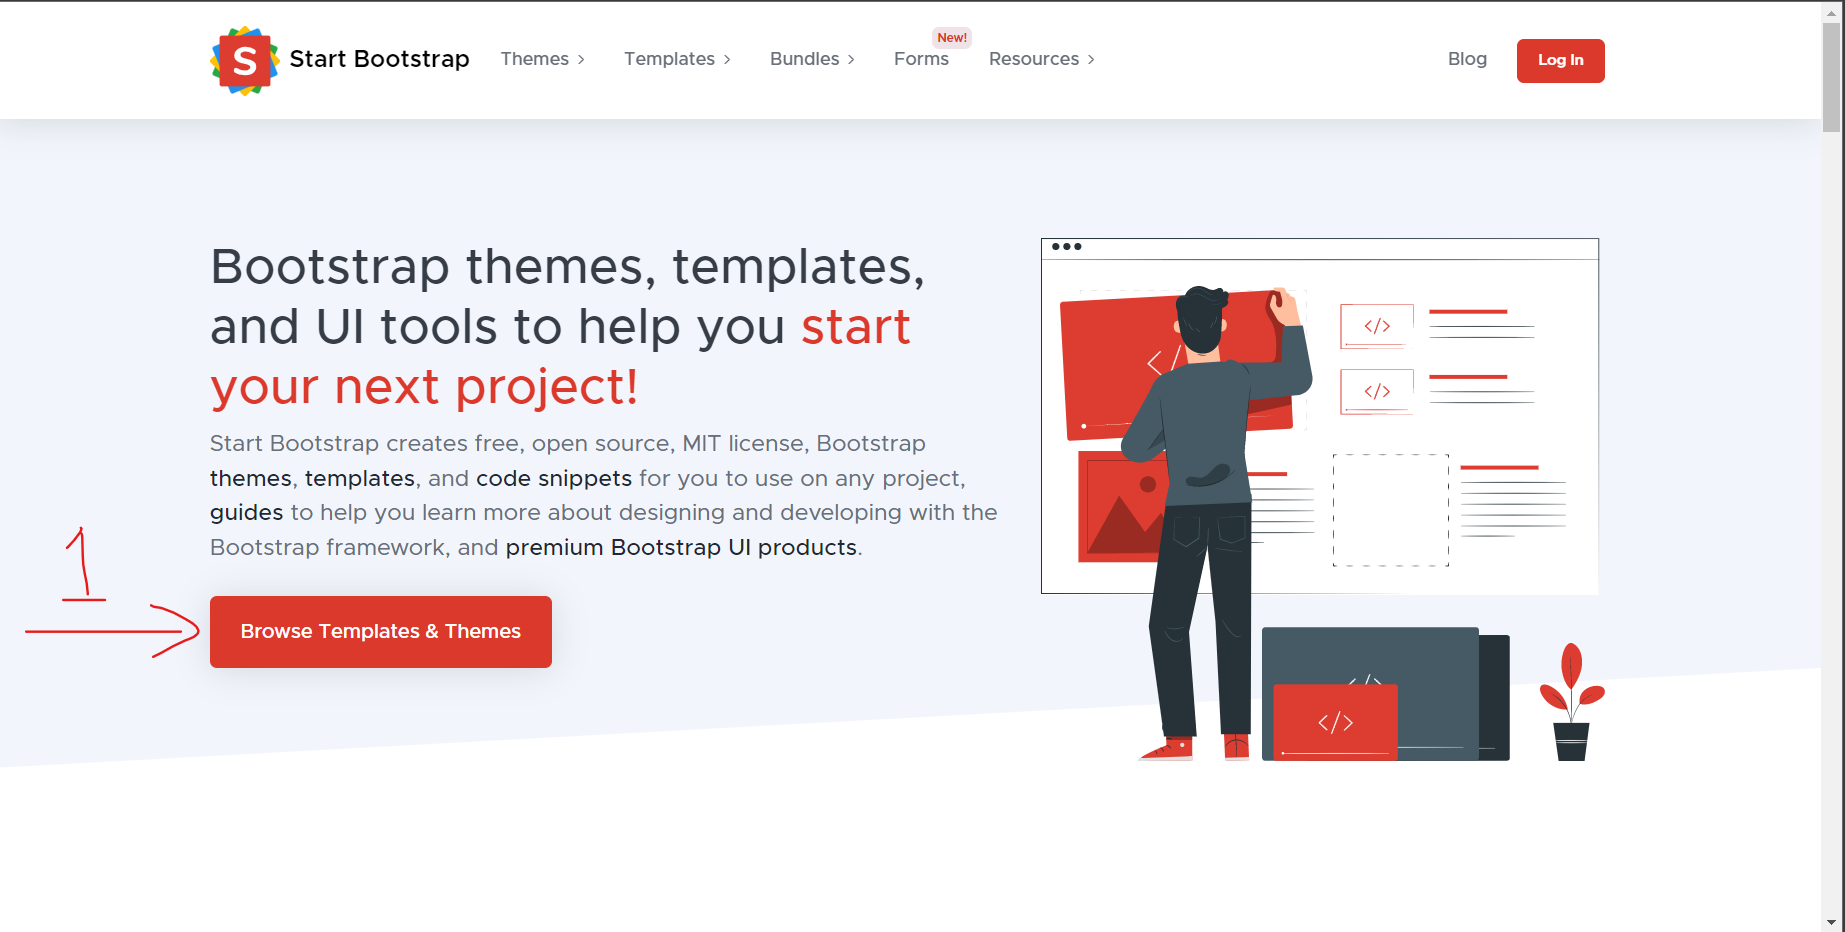 S Start Bootstrap Themes Templates Bundles Forms New! Resources Blog Log In
Bootstrap themes, templates,
and UI tools to help you start
your next project!
Start Bootstrap creates free, open source, MIT license, Bootstrap
themes, templates, and code snippets for you to use on any project,
guides to help you learn more about designing and developing with the
Bootstrap framework, and premium Bootstrap UI products.
1
Browse Templates & Themes
</>
</>
</>
</>